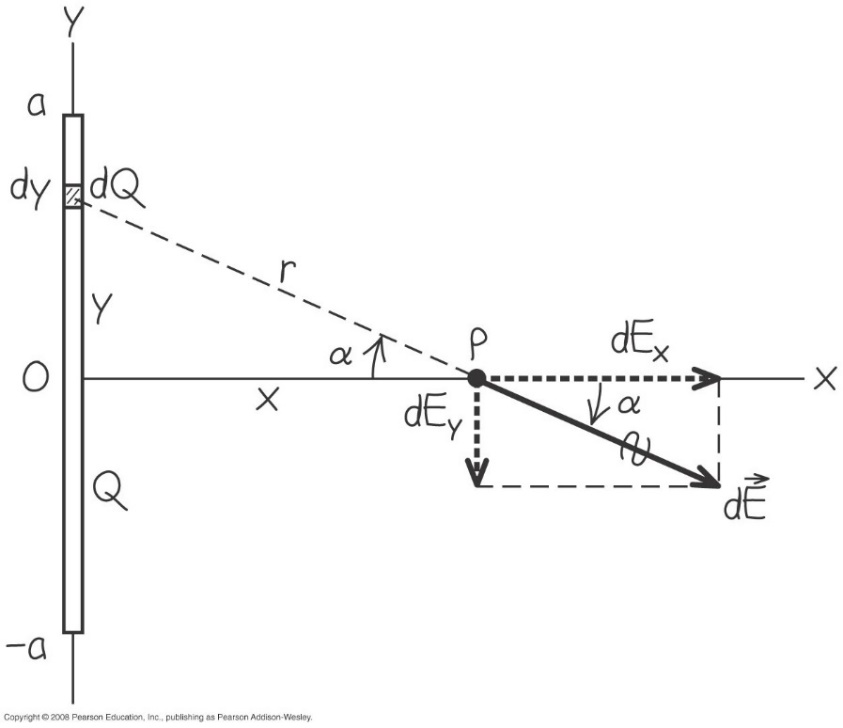 y
a
dy dQ
r
y
α P dEx
O x x
dEy α
Q
dE⃗
-a
Copyright © 2008 Pearson Education, Inc., publishing as Pearson Addison-Wesley.